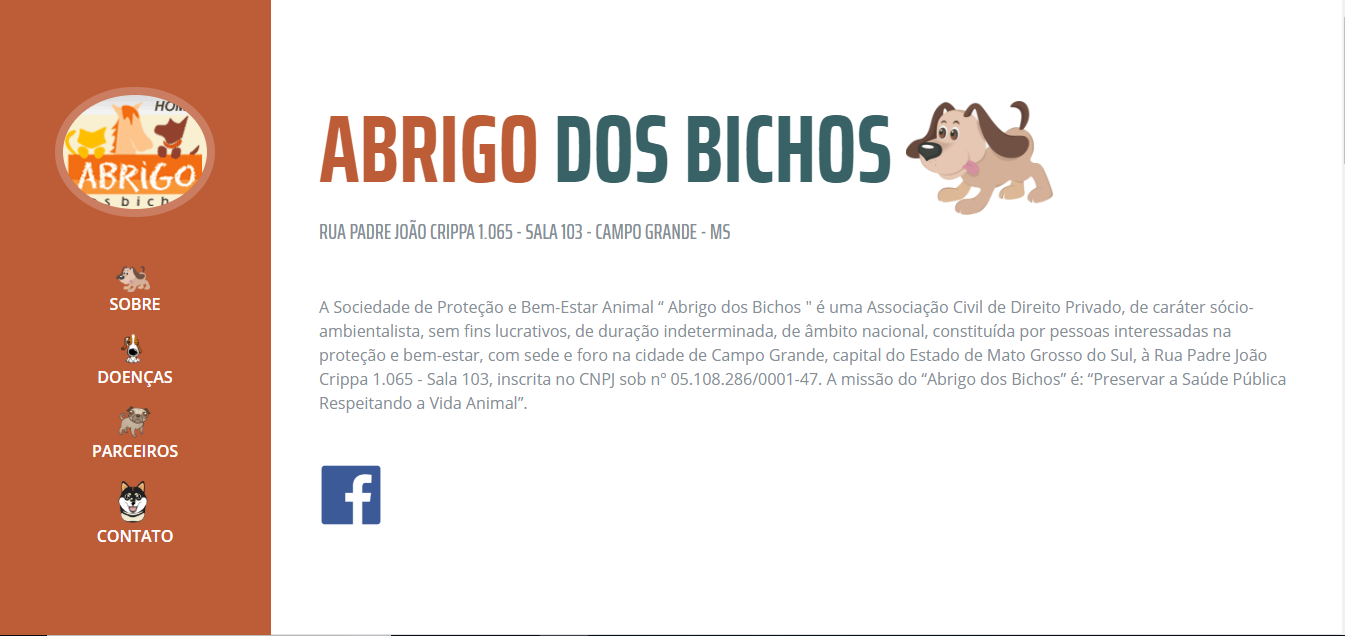 HOM
ABRIGO
os bich
SOBRE
DOENÇAS
PARCEIROS
CONTATO
ABRIGO DOS BICHOS
RUA PADRE JOÃO CRIPPA 1.065 - SALA 103 - CAMPO GRANDE - MS
A Sociedade de Proteção e Bem-Estar Animal “ Abrigo dos Bichos " é uma Associação Civil de Direito Privado, de caráter sócio-
ambientalista, sem fins lucrativos, de duração indeterminada, de âmbito nacional, constituída por pessoas interessadas na
proteção e bem-estar, com sede e foro na cidade de Campo Grande, capital do Estado de Mato Grosso do Sul, à Rua Padre João
Crippa 1.065 - Sala 103, inscrita no CNPJ sob nº 05.108.286/0001-47. A missão do “Abrigo dos Bichos” é: “Preservar a Saúde Pública
Respeitando a Vida Animal”.